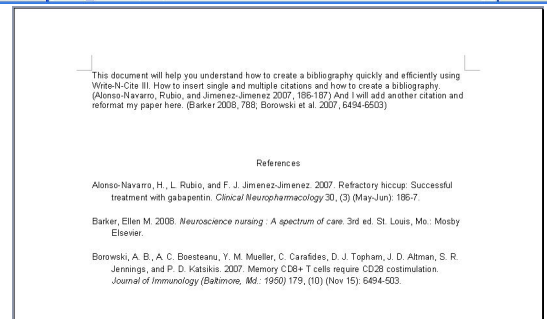 This document will help you understand how to create a bibliography quickly and efficiently using
Write-N-Cite III. How to insert single and multiple citations and how to create a bibliography.
(Alonso-Navarro, Rubio, and Jimenez-Jimenez 2007, 186-187) And I will add another citation and
reformat my paper here. (Barker 2008, 788; Borowski et al. 2007, 6494-6503)
References
Alonso-Navarro, H., L. Rubio, and F. J. Jimenez-Jimenez. 2007. Refractory hiccup: Successful
treatment with gabapentin. Clinical Neuropharmacology 30, (3) (May-Jun): 186-7.
Barker, Ellen M. 2008. Neuroscience nursing : A spectrum of care. 3rd ed. St. Louis, Mo.: Mosby
Elsevier.
Borowski, A. B., A. C. Boesteanu, Y. M. Mueller, C. Carafides, D. J. Topham, J. D. Altman, S. R.
Jennings, and P. D. Katsikis. 2007. Memory CD8+ T cells require CD28 costimulation.
Journal of Immunology (Baltimore, Md.: 1950) 179, (10) (Nov 15): 6494-503.